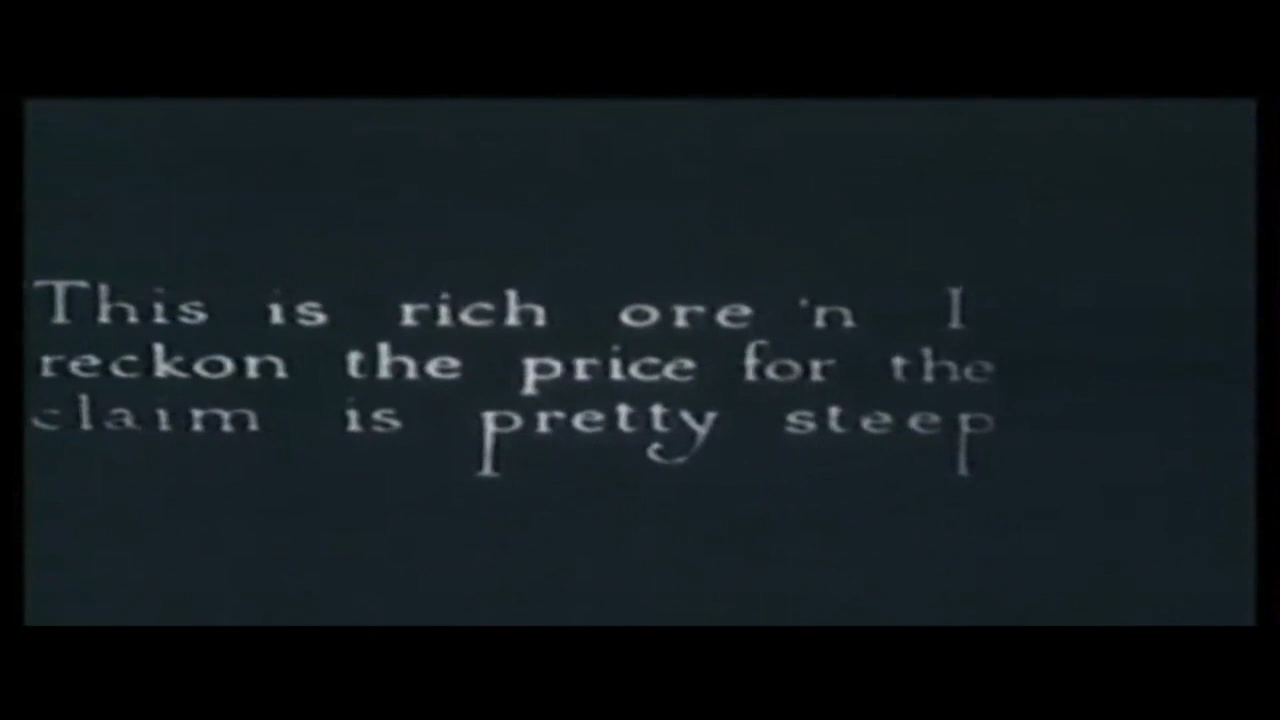 This is rich ore 'n I
reckon the price for the
claim is pretty steep